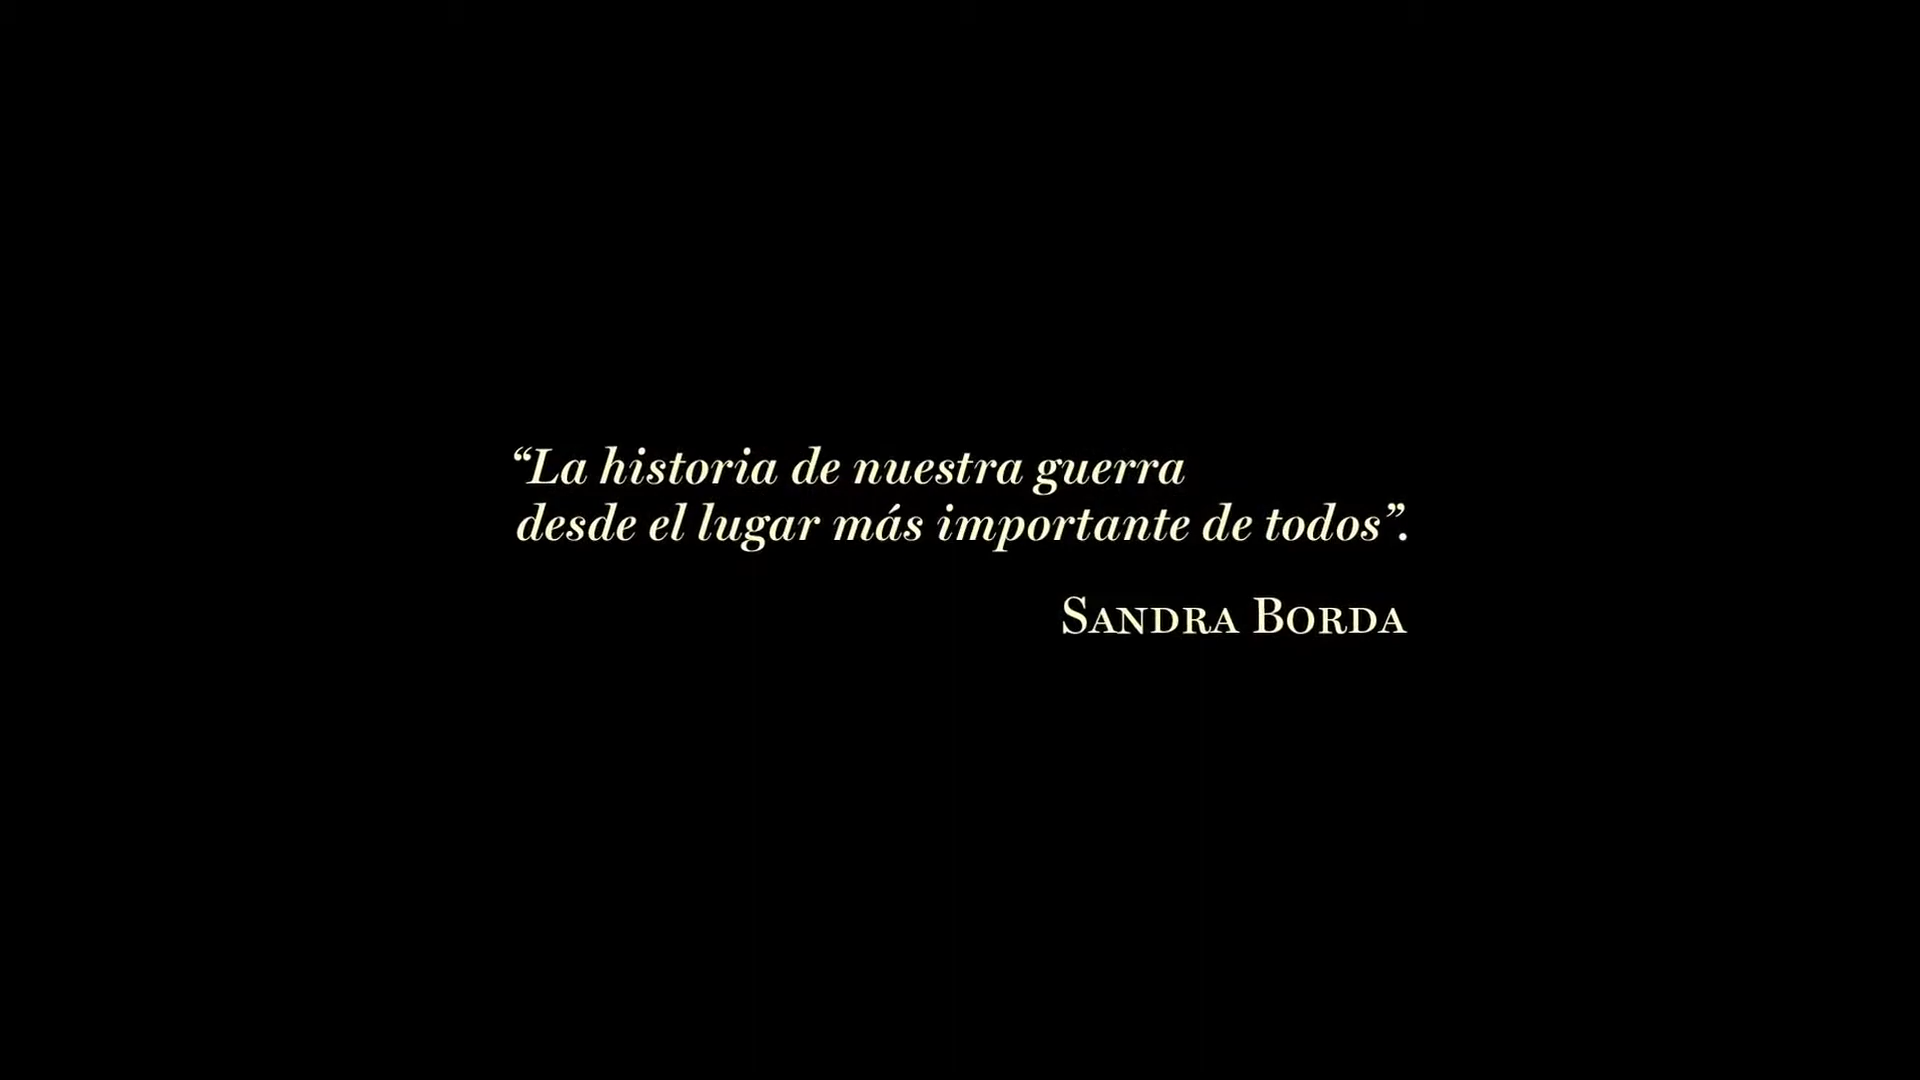 “La historia de nuestra guerra
desde el lugar más importante de todos”.
Sandra Borda